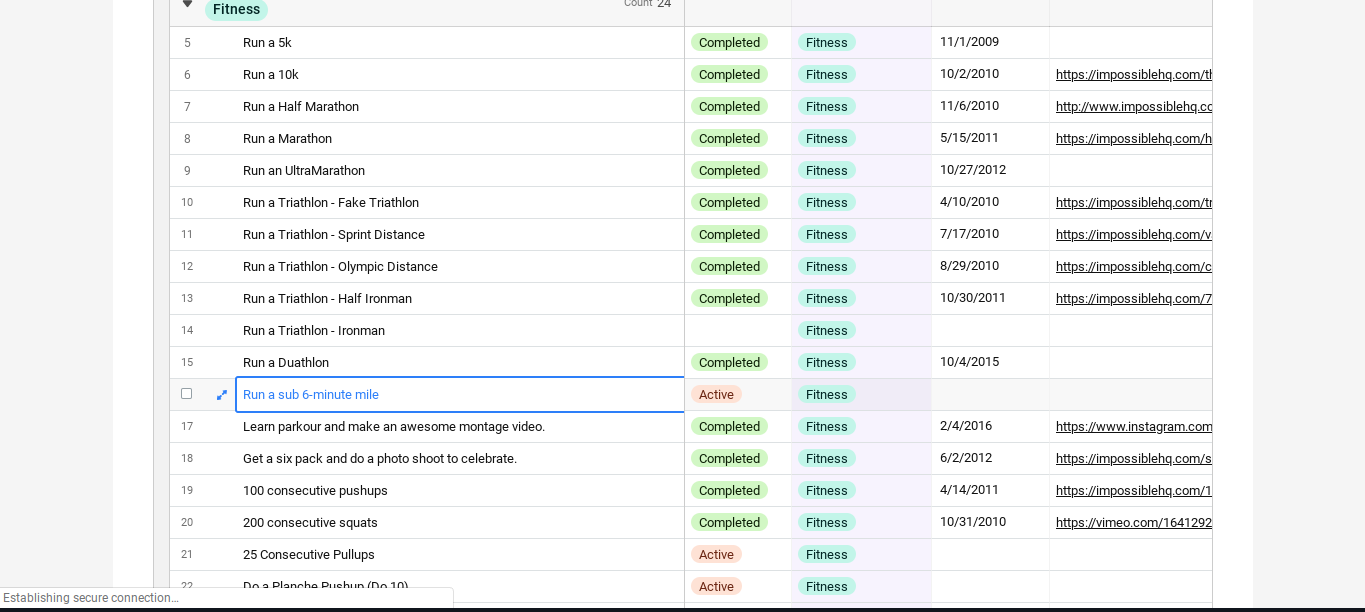 Fitness Count 24
5 Run a 5k Completed Fitness 11/1/2009
6 Run a 10k Completed Fitness 10/2/2010 https://impossiblehq.com/th
7 Run a Half Marathon Completed Fitness 11/6/2010 http://www.impossiblehq.co
8 Run a Marathon Completed Fitness 5/15/2011 https://impossiblehq.com/h
9 Run an UltraMarathon Completed Fitness 10/27/2012
10 Run a Triathlon - Fake Triathlon Completed Fitness 4/10/2010 https://impossiblehq.com/tr
11 Run a Triathlon - Sprint Distance Completed Fitness 7/17/2010 https://impossiblehq.com/v
12 Run a Triathlon - Olympic Distance Completed Fitness 8/29/2010 https://impossiblehq.com/c
13 Run a Triathlon - Half Ironman Completed Fitness 10/30/2011 https://impossiblehq.com/7
14 Run a Triathlon - Ironman Fitness
15 Run a Duathlon Completed Fitness 10/4/2015
Run a sub 6-minute mile Active Fitness
17 Learn parkour and make an awesome montage video. Completed Fitness 2/4/2016 https://www.instagram.com
18 Get a six pack and do a photo shoot to celebrate. Completed Fitness 6/2/2012 https://impossiblehq.com/s
19 100 consecutive pushups Completed Fitness 4/14/2011 https://impossiblehq.com/1
20 200 consecutive squats Completed Fitness 10/31/2010 https://vimeo.com/1641292
21 25 Consecutive Pullups Active Fitness
22 Do a Planche Pushup (Do 10) Active Fitness
Establishing secure connection...